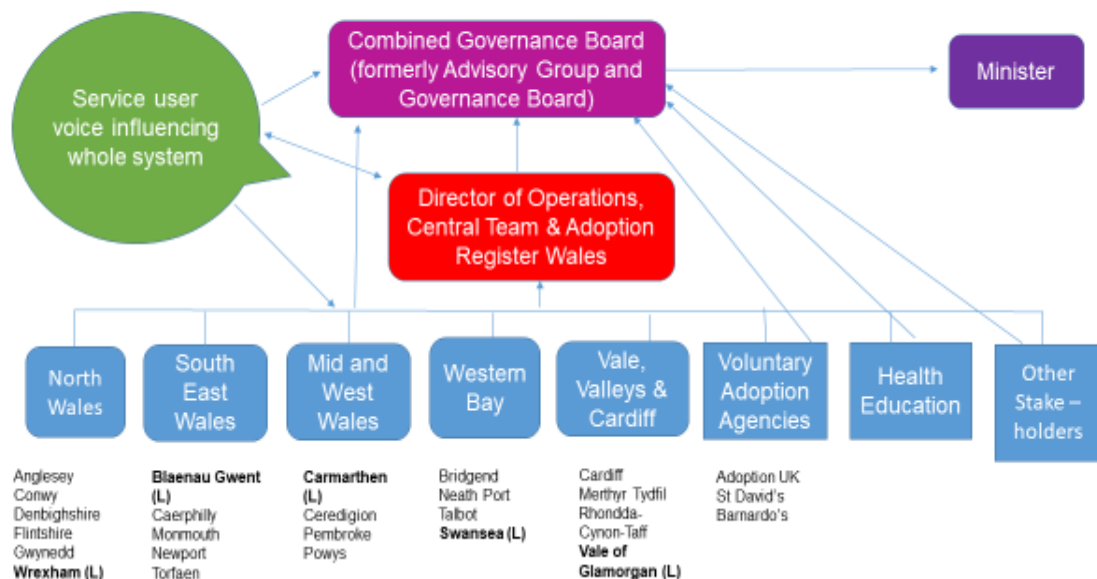 Service user
voice influencing
whole system
Combined Governance Board
(formerly Advisory Group and
Governance Board)
Minister
Director of Operations,
Central Team & Adoption
Register Wales
North
Wales
South
East
Wales
Mid and
West
Wales
Western
Bay
Vale,
Valleys &
Cardiff
Voluntary
Adoption
Agencies
Health
Education
Other
Stake –
holders
Anglesey
Conwy
Denbighshire
Flintshire
Gwynedd
Wrexham (L)
Blaenau Gwent
(L)
Caerphilly
Monmouth
Newport
Torfaen
Carmarthen
(L)
Ceredigion
Pembroke
Powys
Bridgend
Neath Port
Talbot
Swansea (L)
Cardiff
Merthyr Tydfil
Rhondda-
Cynon-Taff
Vale of
Glamorgan (L)
Adoption UK
St David's
Barnardo's